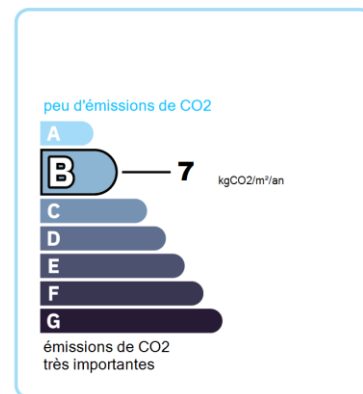 peu d'émissions de CO2
A
B 7 kgCO2/m²/an
C
D
E
F
G
émissions de CO2
très importantes